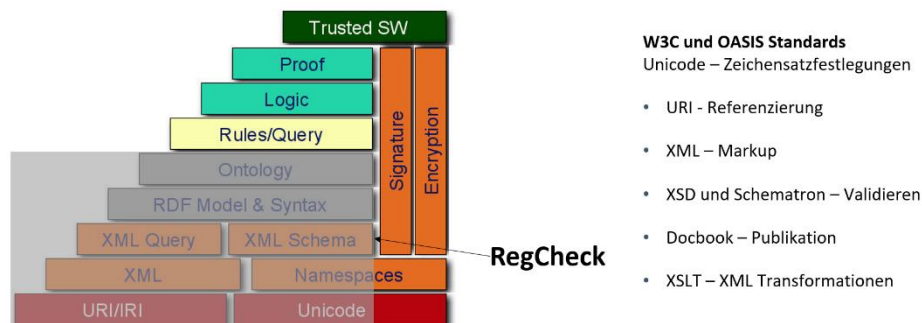 Trusted SW
Proof
Logic
Rules/Query
Ontology
RDF Model & Syntax
XML Query
XML Schema
XML
Namespaces
URI/IRI
Unicode
Signature
Encryption
RegCheck
W3C und OASIS Standards
Unicode – Zeichensatzfestlegungen
• URI - Referenzierung
• XML – Markup
• XSD und Schematron – Validieren
• Docbook – Publikation
• XSLT – XML Transformationen